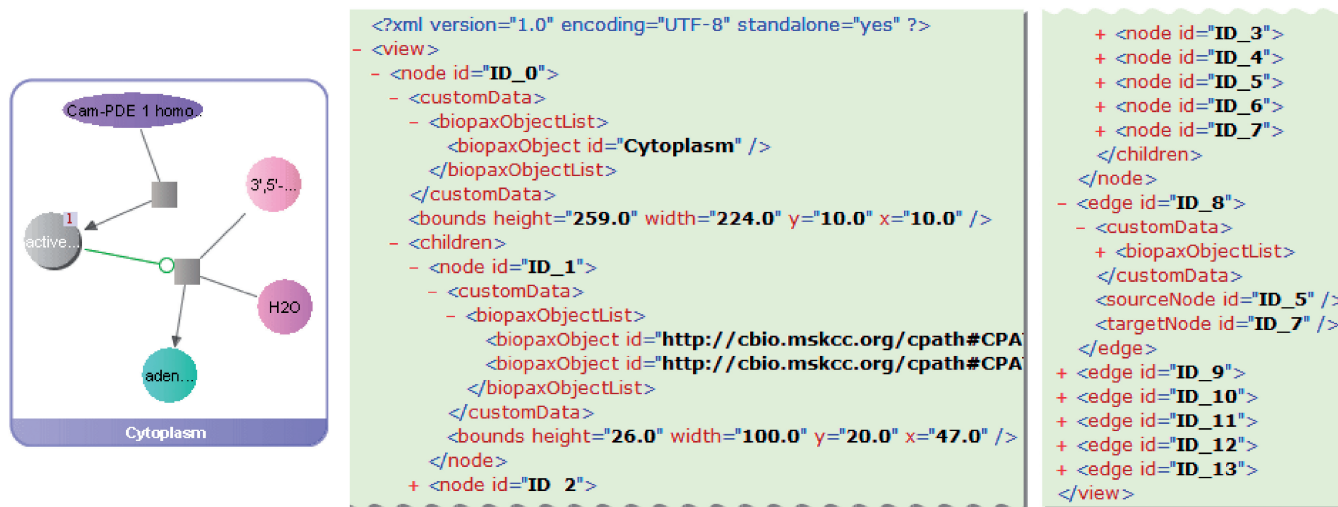 Cam-PDE 1 homo..
3',5'-...
1
active...
H2O
aden...
Cytoplasm
<?xml version="1.0" encoding="UTF-8" standalone="yes" ?>
- <view>
- <node id="ID_0">
- <customData>
- <biopaxObjectList>
<biopaxObject id="Cytoplasm" />
</biopaxObjectList>
</customData>
<bounds height="259.0" width="224.0" y="10.0" x="10.0" />
- <children>
- <node id="ID_1">
- <customData>
- <biopaxObjectList>
<biopaxObject id="http://cbio.mskcc.org/cpath#CPA
<biopaxObject id="http://cbio.mskcc.org/cpath#CPA
</biopaxObjectList>
</customData>
<bounds height="26.0" width="100.0" y="20.0" x="47.0" />
</node>
+ <node id="ID_2">
+ <node id="ID_3">
+ <node id="ID_4">
+ <node id="ID_5">
+ <node id="ID_6">
+ <node id="ID_7">
</children>
</node>
- <edge id="ID_8">
- <customData>
+ <biopaxObjectList>
</customData>
<sourceNode id="ID_5" />
<targetNode id="ID_7" />
</edge>
+ <edge id="ID_9">
+ <edge id="ID_10">
+ <edge id="ID_11">
+ <edge id="ID_12">
+ <edge id="ID_13">
</view>